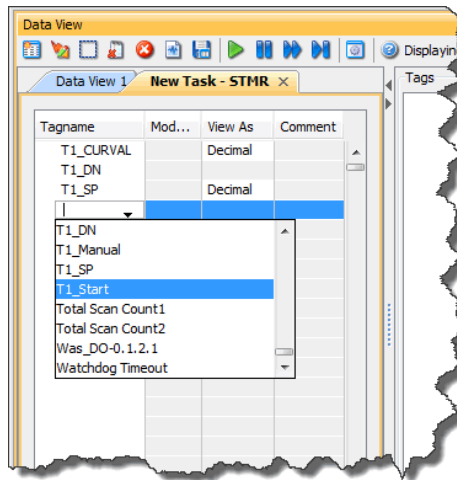 Data View
Displaying
Data View 1
New Task - STMR
Tags
Tagname Mod... View As Comment
T1_CURVAL Decimal
T1_DN
T1_SP Decimal
T1_DN
T1_Manual
T1_SP
T1_Start
Total Scan Count1
Total Scan Count2
Was_DO-0.1.2.1
Watchdog Timeout